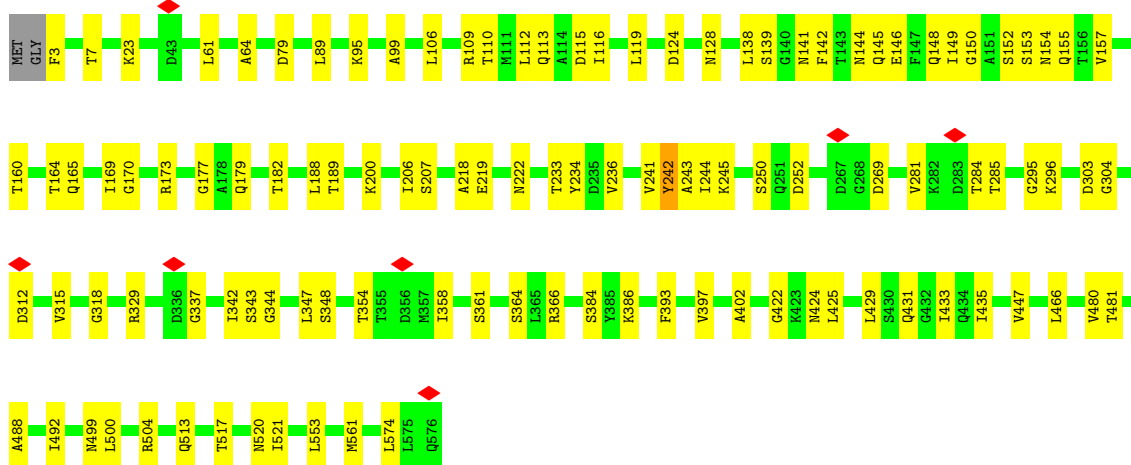 MET GLY F3 T7 K23 D43 L61 A64 D79 L89 K95 A99 L106 R109 T110 M111 L112 Q113 A114 D115 I116 L119 D124 N128 L138 S139 G140 N141 F142 T143 N144 Q145 E146 F147 Q148 I149 G150 A151 S152 S153 N154 Q155 T156 V157
T160 T164 Q165 I169 G170 R173 G177 A178 Q179 T182 L188 T189 K200 I206 S207 A218 E219 N222 T233 Y234 D235 V236 V241 Y242 A243 I244 K245 S250 Q251 D252 D267 G268 D269 V281 K282 D283 T284 T285 G295 K296 D303 G304
D312 V315 G318 R329 D336 G337 I342 S343 G344 L347 S348 T354 T355 D356 M357 I358 S361 S364 L365 R366 S384 Y385 K386 F393 V397 A402 G422 K423 N424 L425 L429 S430 Q431 G432 I433 Q434 I435 V447 L466 V480 T481
A488 I492 N499 L500 R504 Q513 T517 N520 I521 L553 M561 L574 L575 Q576